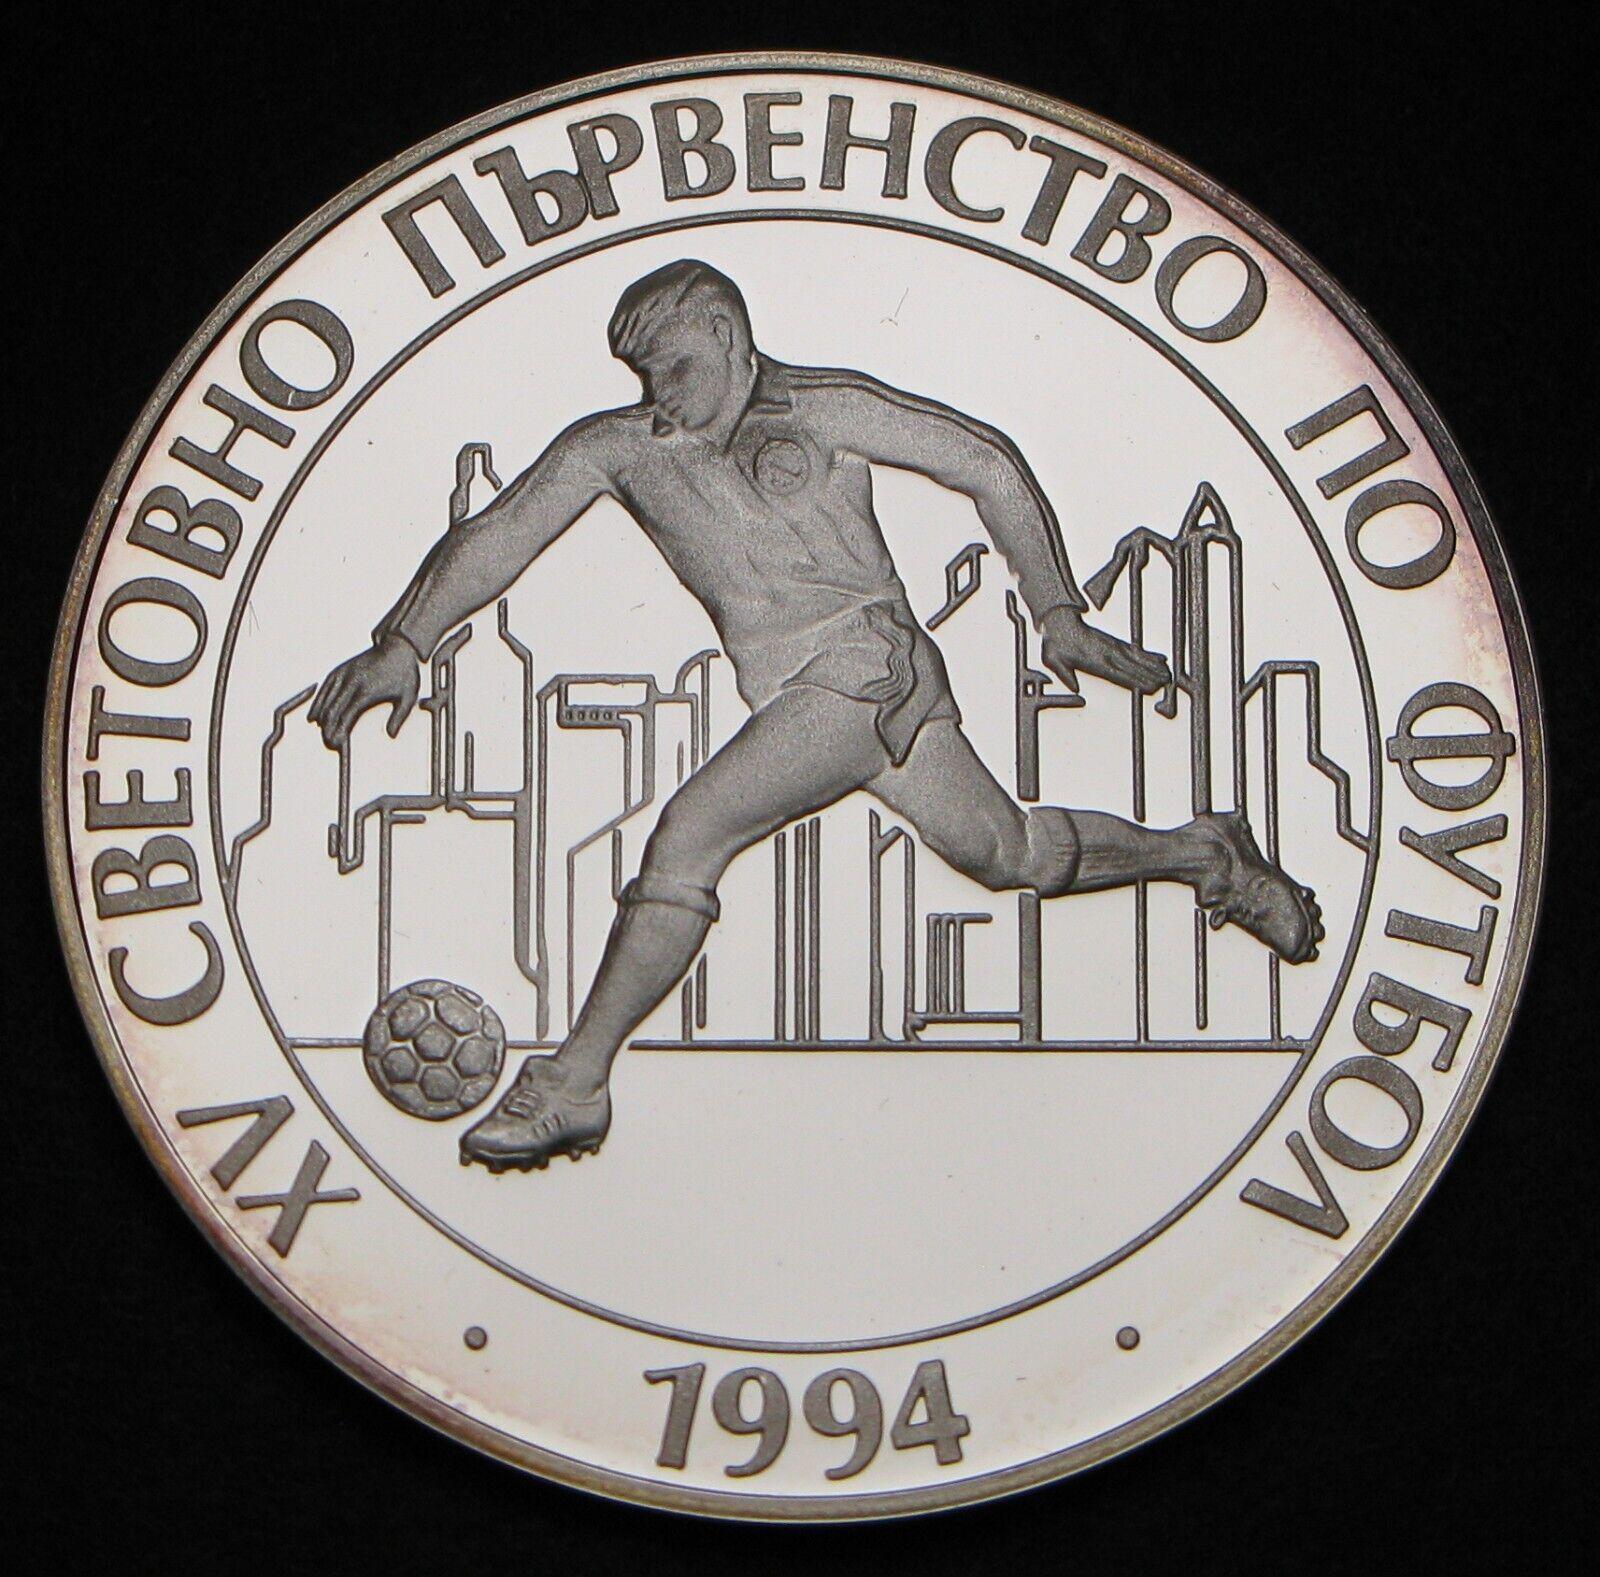 XV СВЕТОВНО ПЪРВЕНСТВО ПО ФУТБОЛ
· 1994 ·